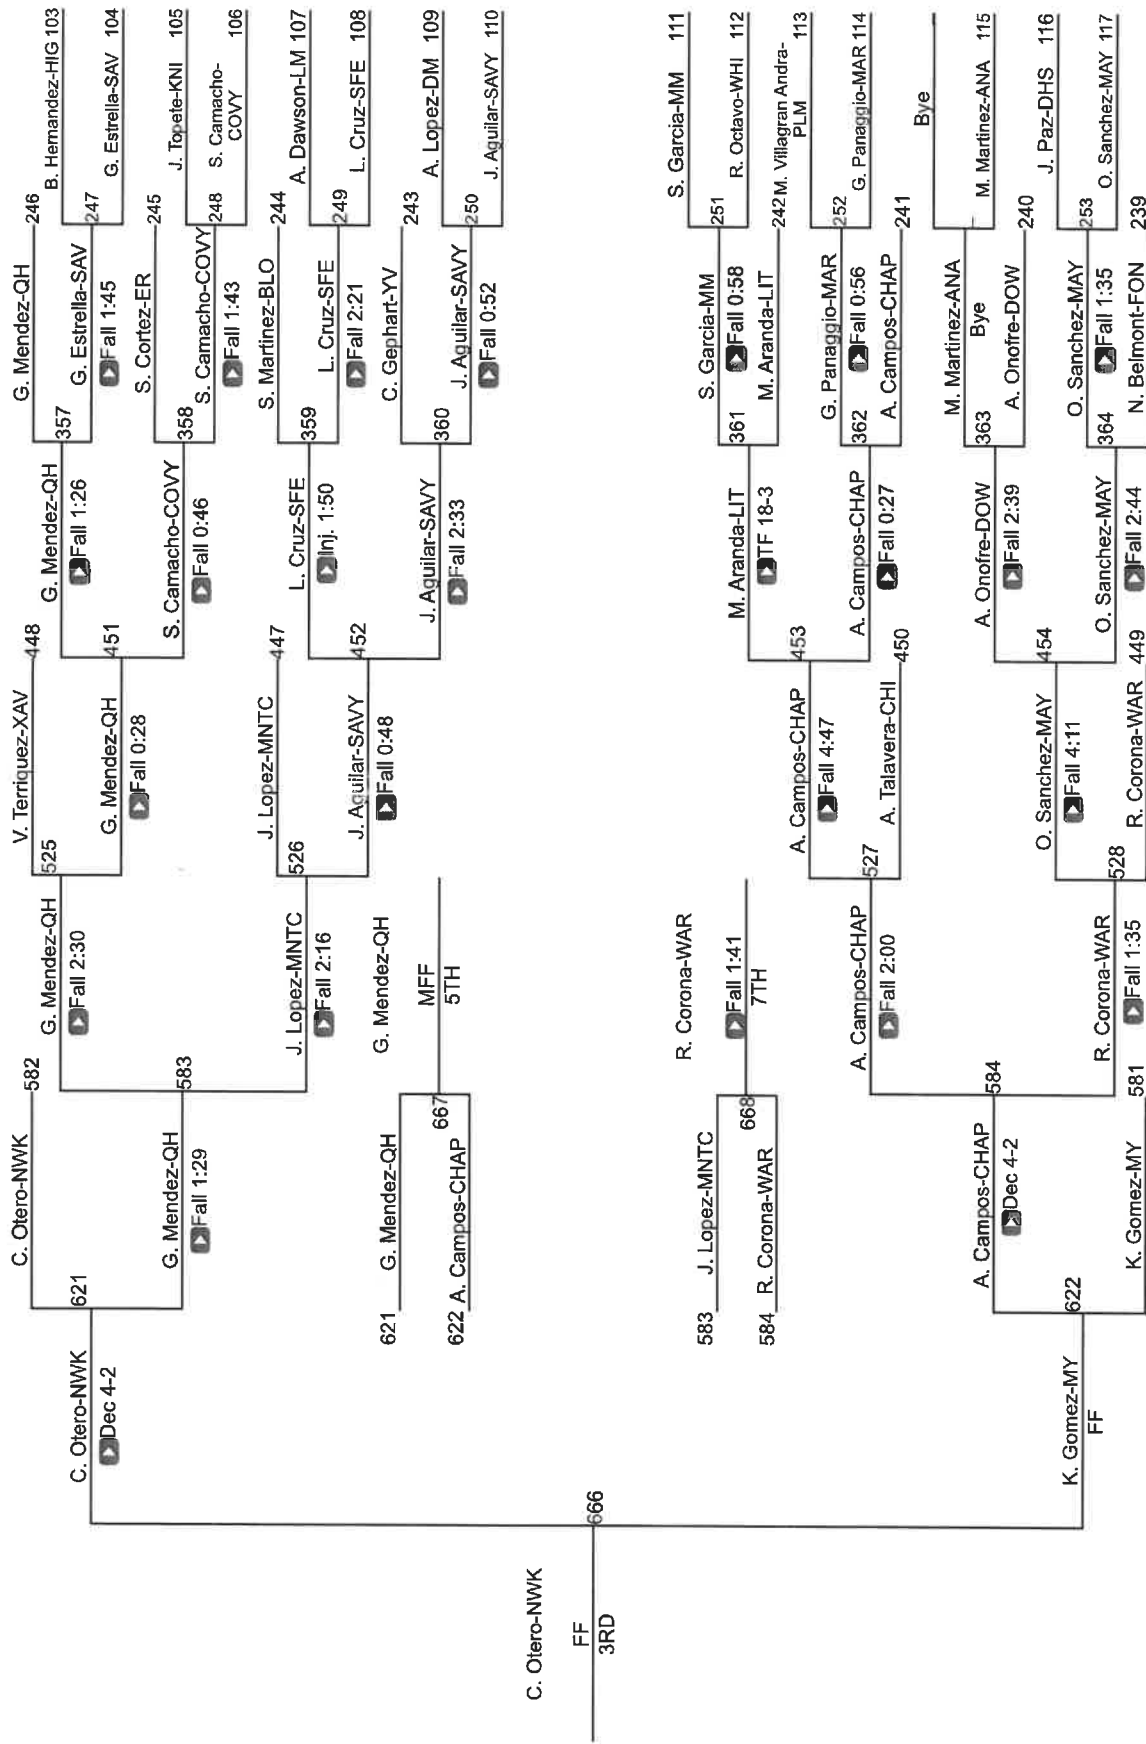 C. Otero-NWK
FF
3RD
666
C. Otero-NWK
Dec 4-2
K. Gomez-MY
FF
621
622
C. Otero-NWK 582
G. Mendez-QH
Fall 1:29
583
621 G. Mendez-QH
622 A. Campos-CHAP
667
G. Mendez-QH
MFF
5TH
583 J. Lopez-MNTC
584 R. Corona-WAR
668
R. Corona-WAR
Fall 1:41
7TH
A. Campos-CHAP
Dec 4-2
584
K. Gomez-MY 581
G. Mendez-QH
Fall 2:30
525
J. Lopez-MNTC
Fall 2:16
526
A. Campos-CHAP
Fall 2:00
527
R. Corona-WAR
Fall 1:35
528
V. Terriquez-XAV 448
G. Mendez-QH
Fall 0:28
451
J. Lopez-MNTC 447
J. Aguilar-SAVY
Fall 0:48
452
A. Campos-CHAP
Fall 4:47
453
A. Talavera-CHI 450
O. Sanchez-MAY
Fall 4:11
454
R. Corona-WAR 449
G. Mendez-QH
Fall 1:26
357
S. Camacho-COVY
Fall 0:46
358
L. Cruz-SFE
Inj. 1:50
359
J. Aguilar-SAVY
Fall 2:33
360
M. Aranda-LIT
TF 18-3
361
A. Campos-CHAP
Fall 0:27
362
A. Onofre-DOW
Fall 2:39
363
O. Sanchez-MAY
Fall 2:44
364
G. Mendez-QH 246
G. Estrella-SAV
Fall 1:45
247
S. Cortez-ER 245
S. Camacho-COVY
Fall 1:43
248
S. Martinez-BLO 244
L. Cruz-SFE
Fall 2:21
249
C. Gephart-YV 243
J. Aguilar-SAVY
Fall 0:52
250
S. Garcia-MM
Fall 0:58
251
M. Aranda-LIT 242
G. Panaggio-MAR
Fall 0:56
252
A. Campos-CHAP 241
M. Martinez-ANA
Bye
A. Onofre-DOW 240
O. Sanchez-MAY
Fall 1:35
253
N. Belmont-FON 239
B. Hernandez-HIG 103
G. Estrella-SAV 104
J. Topete-KNI 105
S. Camacho-
COVY 106
A. Dawson-LM 107
L. Cruz-SFE 108
A. Lopez-DM 109
J. Aguilar-SAVY 110
S. Garcia-MM 111
R. Octavo-WHI 112
M. Villagran Andra-
PLM 113
G. Panaggio-MAR 114
Bye
M. Martinez-ANA 115
J. Paz-DHS 116
O. Sanchez-MAY 117